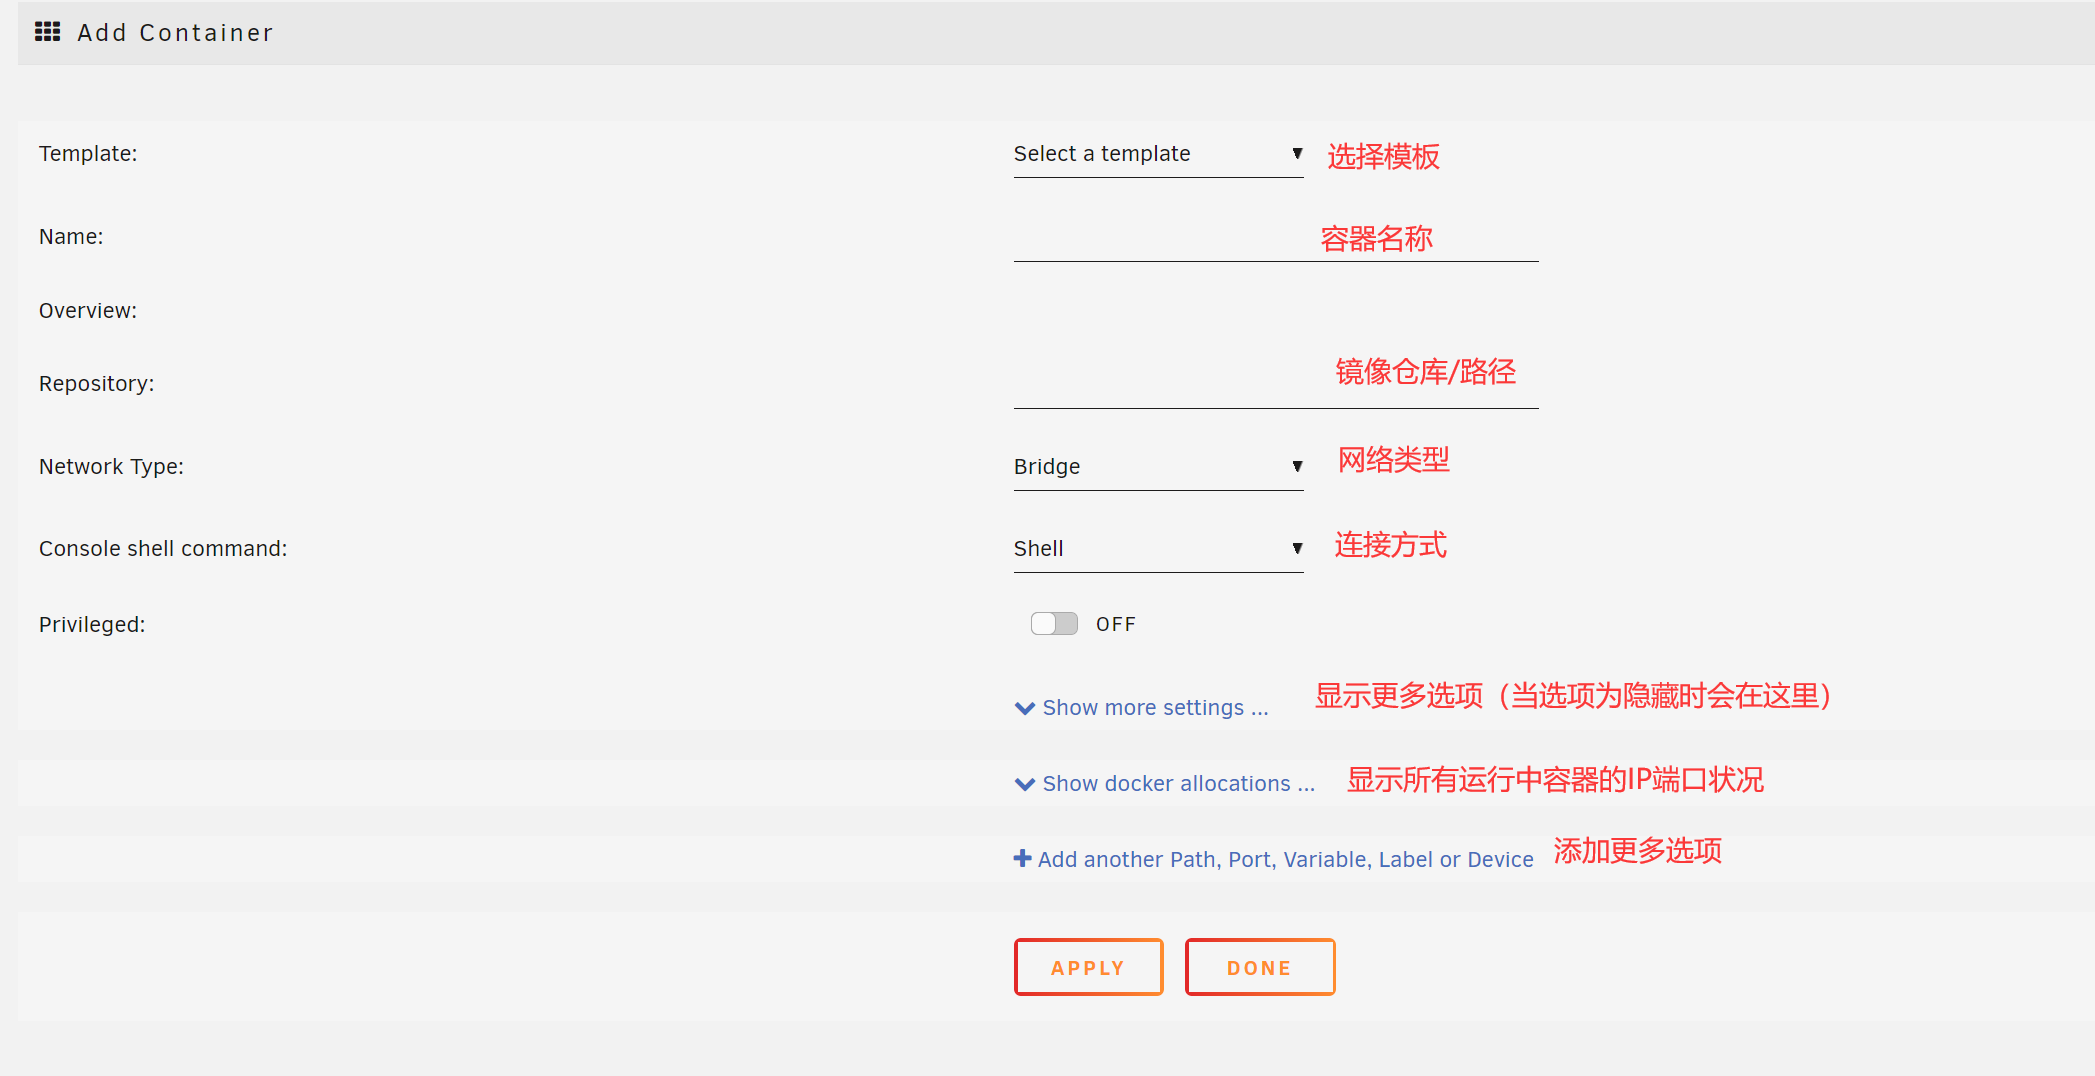 Add Container
Template:
Select a template
选择模板
Name:
容器名称
Overview:
Repository:
镜像仓库/路径
Network Type:
Bridge
网络类型
Console shell command:
Shell
连接方式
Privileged:
OFF
Show more settings ...
显示更多选项（当选项为隐藏时会在这里）
Show docker allocations ...
显示所有运行中容器的IP端口状况
Add another Path, Port, Variable, Label or Device
添加更多选项
APPLY
DONE